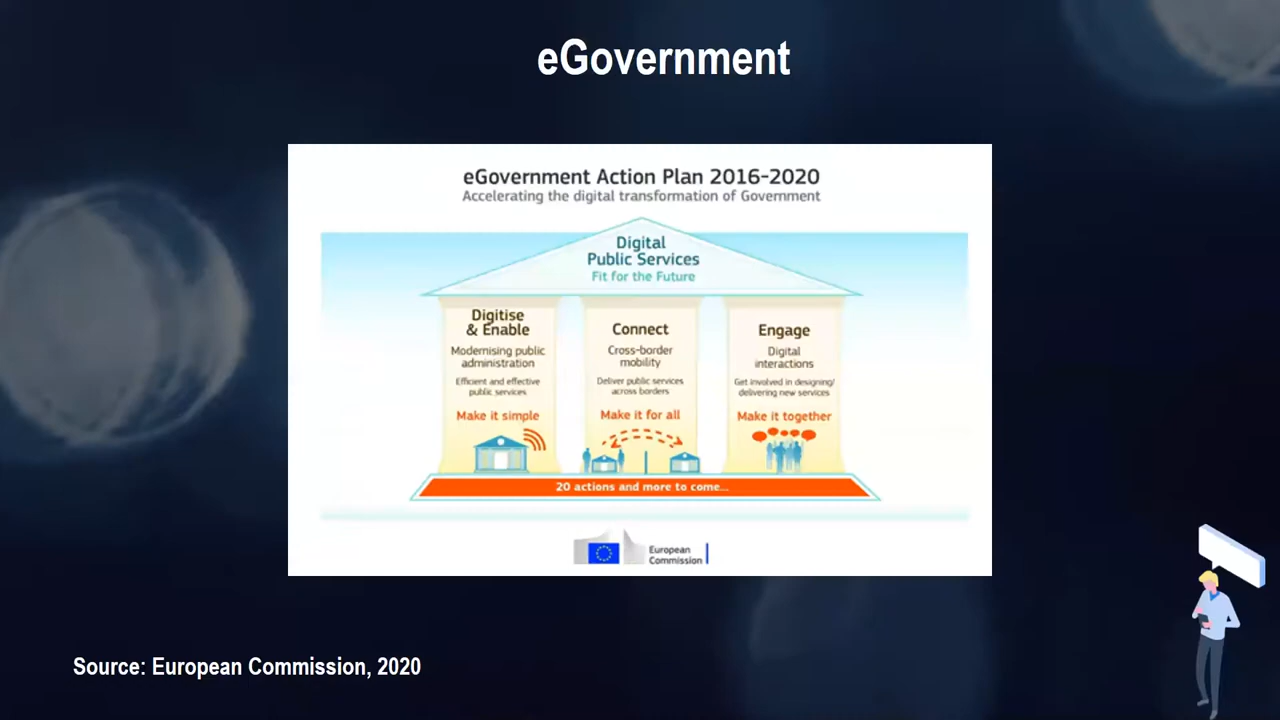 eGovernment
eGovernment Action Plan 2016-2020
Accelerating the digital transformation of Government
Digital
Public Services
Fit for the Future
Digitise
& Enable
Modernising public
administration
Efficient and effective
public services
Make it simple
Connect
Cross-border
mobility
Deliver public services
across borders
Make it for all
Engage
Digital
interactions
Get involved in designing/
delivering new services
Make it together
20 actions and more to come...
European
Commission
Source: European Commission, 2020